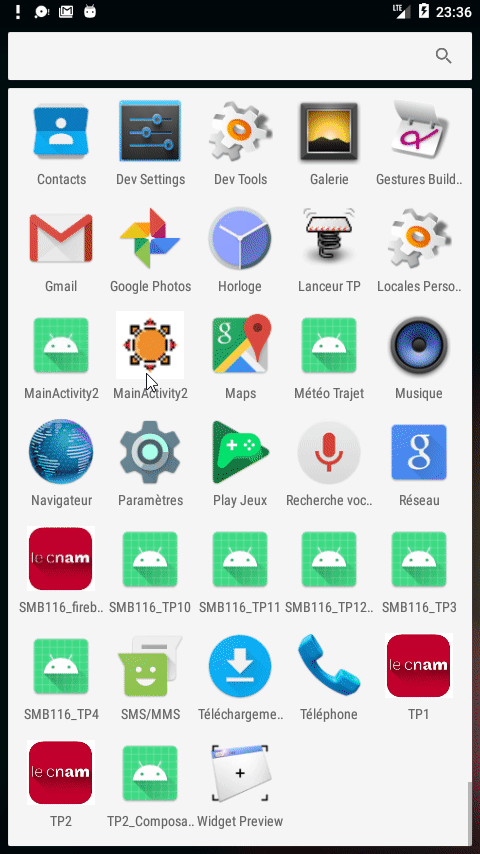 LTE 23:36
Contacts Dev Settings Dev Tools Galerie Gestures Build..
Gmail Google Photos Horloge Lanceur TP Locales Perso..
g
MainActivity2 MainActivity2 Maps Météo Trajet Musique
g
Navigateur Paramètres Play Jeux Recherche voc.. Réseau
le cnam
SMB116_fireb.. SMB116_TP10 SMB116_TP11 SMB116_TP12.. SMB116_TP3
le cnam
SMB116_TP4 SMS/MMS Téléchargeme.. Téléphone TP1
le cnam
TP2 TP2_Composa.. Widget Preview